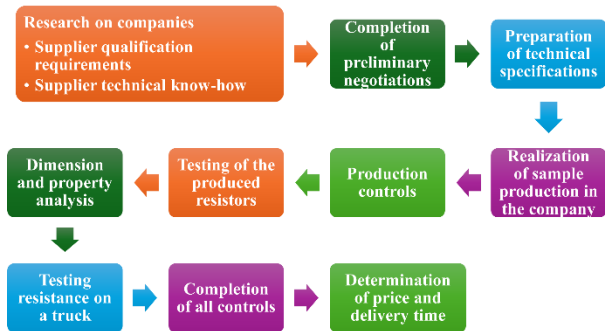 Research on companies
• Supplier qualification
requirements
• Supplier technical know-how
Completion
of
preliminary
negotiations
Preparation
of technical
specifications
Realization
of sample
production in
the company
Production
controls
Testing of the
produced
resistors
Dimension
and property
analysis
Testing
resistance on
a truck
Completion
of all controls
Determination
of price and
delivery time